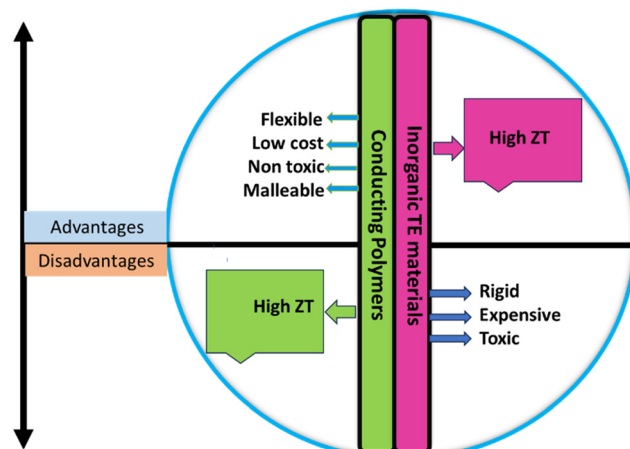 Flexible
Low cost
Non toxic
Malleable
Conducting Polymers
Inorganic TE materials
High ZT
Advantages
Disadvantages
High ZT
Rigid
Expensive
Toxic